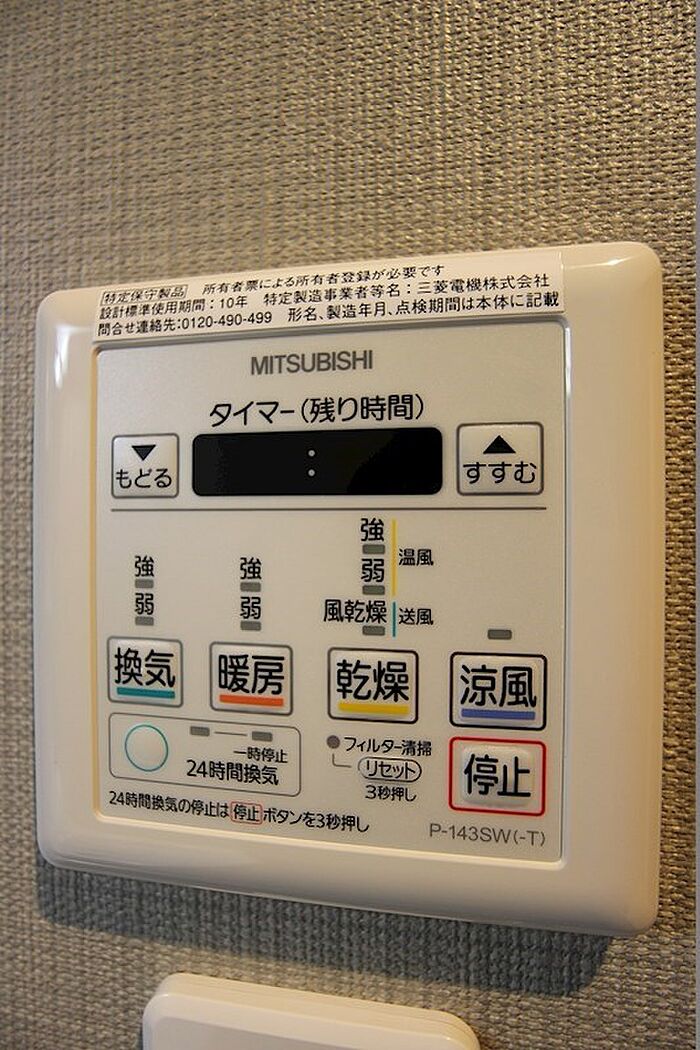 特定保守製品 所有者票による所有者登録が必要です
設計標準使用期間：10年 特定製造事業者等名：三菱電機株式会社
問合せ連絡先:0120-490-499 形名、製造年月、点検期間は本体に記載
MITSUBISHI
タイマー(残り時間)
▼
もどる
:
▲
すすむ
強
弱
強
弱
強
弱
風乾燥
温風
送風
換気
暖房
乾燥
涼風
一時停止
24時間換気
フィルター清掃
リセット
3秒押し
停止
24時間換気の停止は停止ボタンを3秒押し
P-143SW(-T)